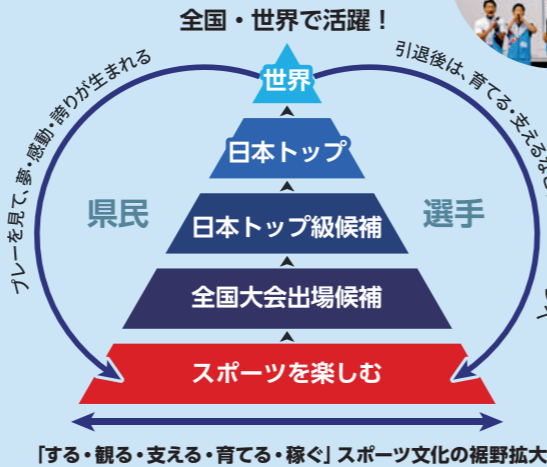 全国・世界で活躍！
世界
日本トップ
日本トップ級候補
全国大会出場候補
スポーツを楽しむ
県民
選手
プレーを見て、夢・感動・誇りが生まれる
引退後は、育てる・支えるなど
「する・観る・支える・育てる・稼ぐ」スポーツ文化の裾野拡大